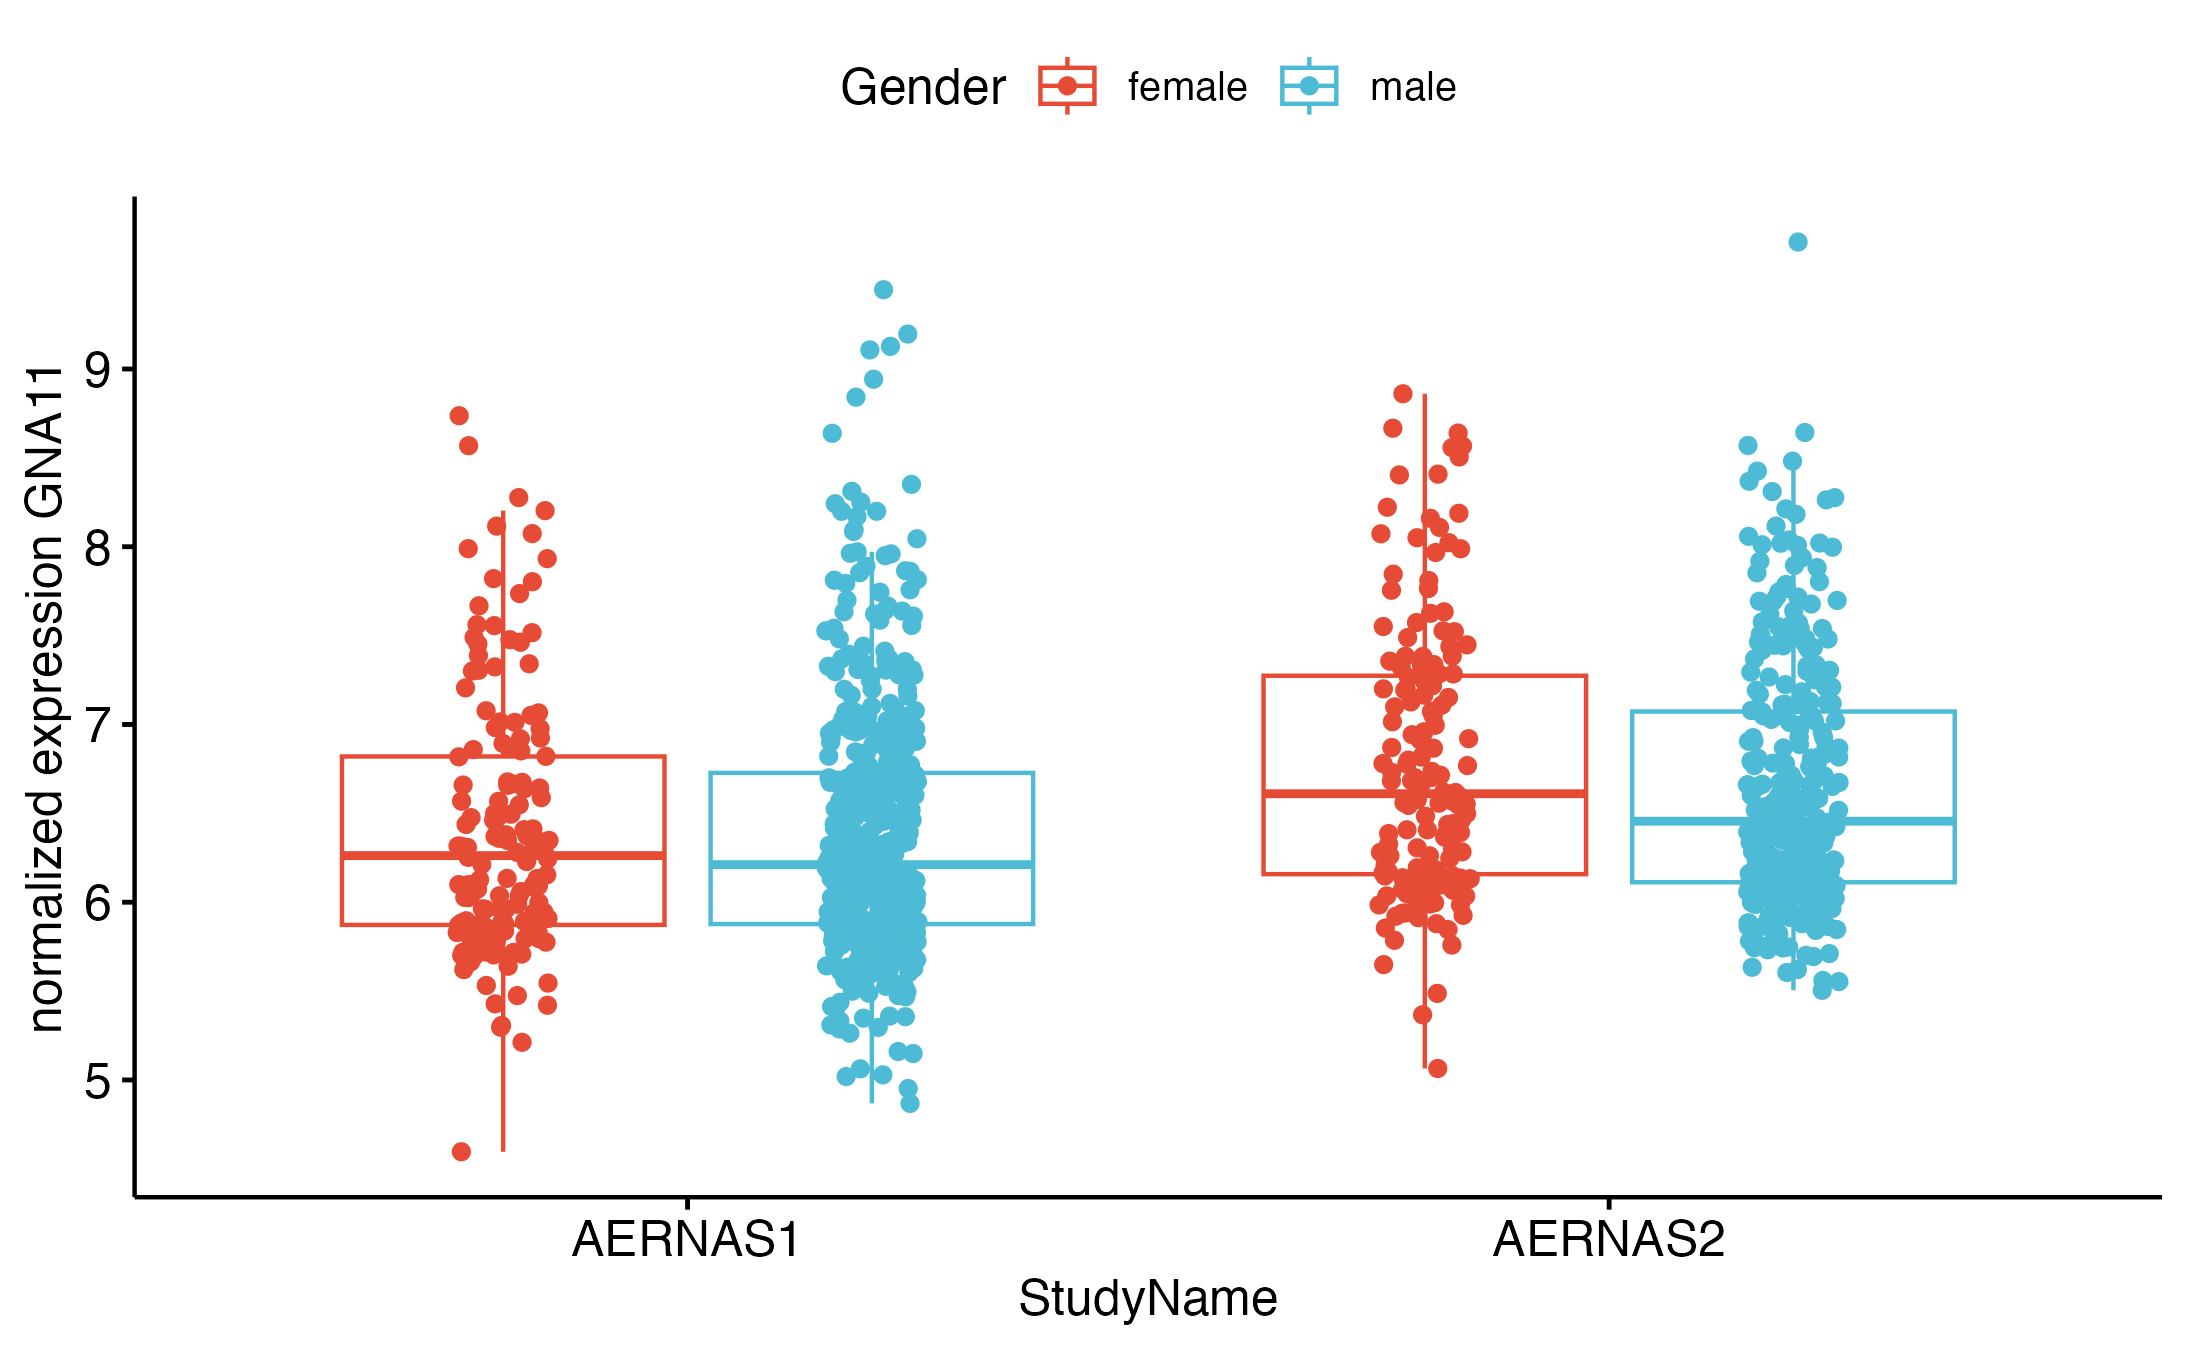 Gender female male
normalized expression GNA11
9
8
7
6
5
AERNAS1 AERNAS2
StudyName